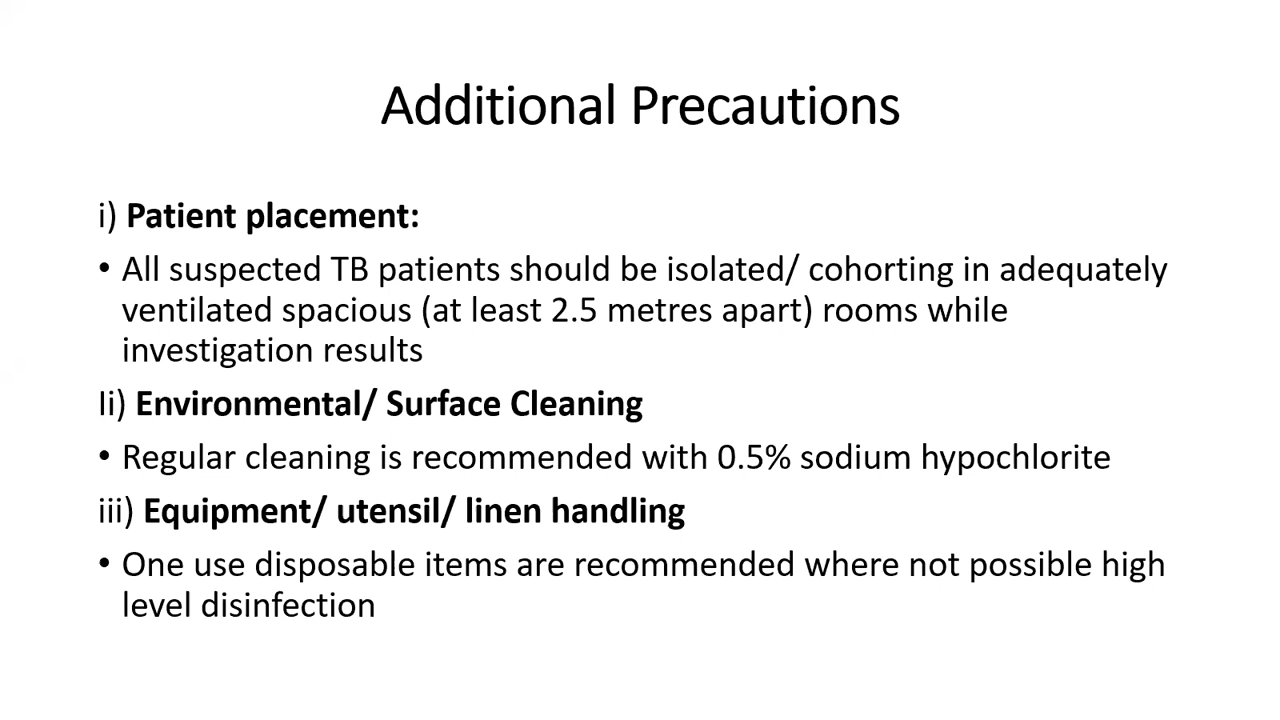 Additional Precautions
i) Patient placement:
• All suspected TB patients should be isolated/ cohorting in adequately
ventilated spacious (at least 2.5 metres apart) rooms while
investigation results
Ii) Environmental/ Surface Cleaning
• Regular cleaning is recommended with 0.5% sodium hypochlorite
iii) Equipment/ utensil/ linen handling
• One use disposable items are recommended where not possible high
level disinfection